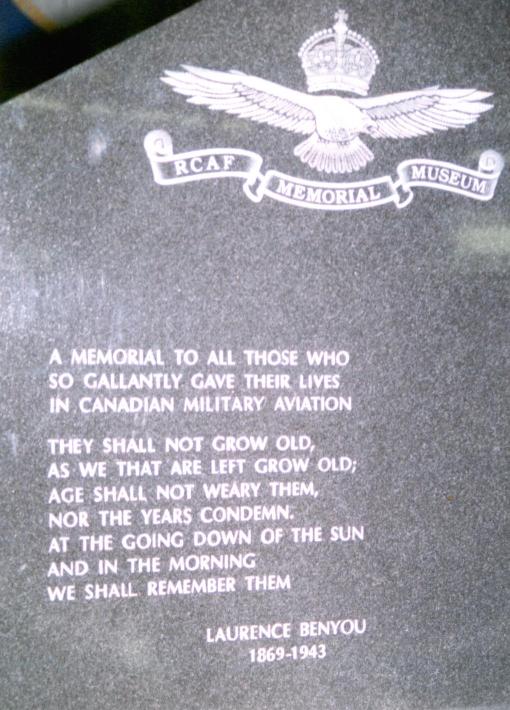 RCAF MEMORIAL MUSEUM
A MEMORIAL TO ALL THOSE WHO
SO GALLANTLY GAVE THEIR LIVES
IN CANADIAN MILITARY AVIATION
THEY SHALL NOT GROW OLD,
AS WE THAT ARE LEFT GROW OLD;
AGE SHALL NOT WEARY THEM,
NOR THE YEARS CONDEMN.
AT THE GOING DOWN OF THE SUN
AND IN THE MORNING
WE SHALL REMEMBER THEM
LAURENCE BENYOU
1869-1943